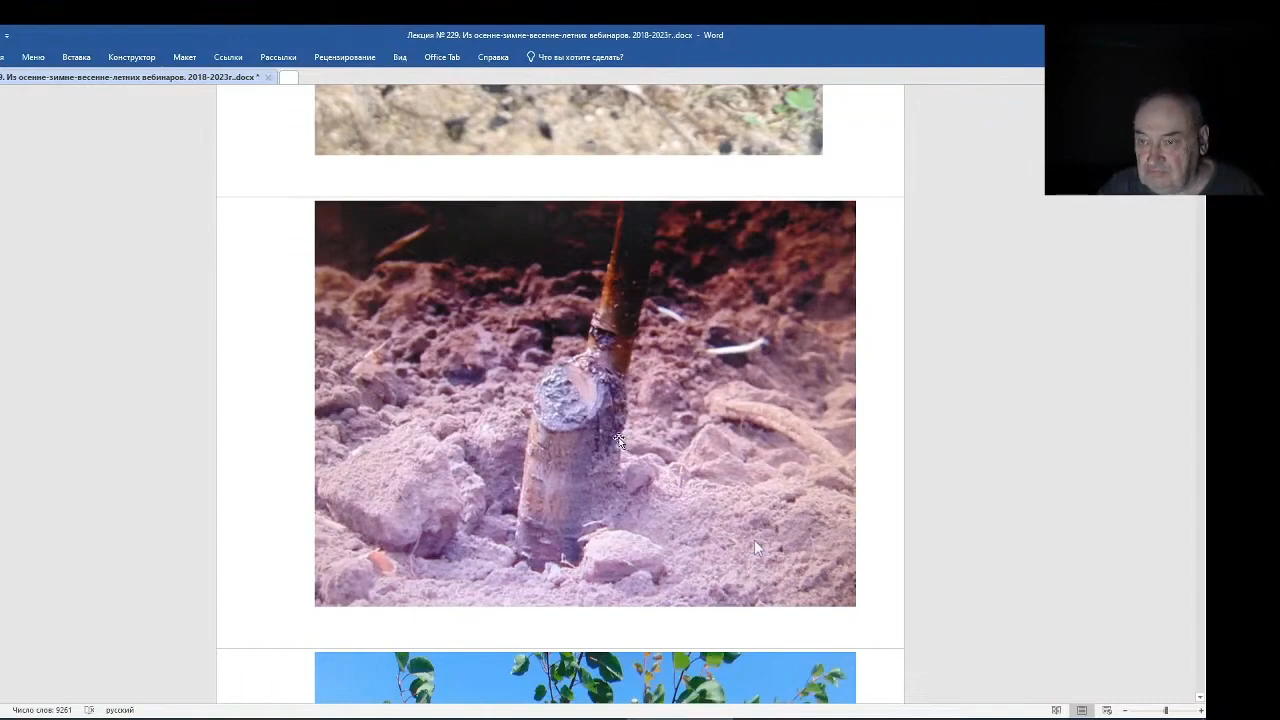 Лекция № 229. Из осенне-зимне-весенне-летних вебинаров. 2018-2023г..docx - Word
Меню Вставка Конструктор Макет Ссылки Рассылки Рецензирование Вид Office Tab Справка Что вы хотите сделать?
9. Из осенне-зимне-весенне-летних вебинаров. 2018-2023г..docx *
Число слов: 9261 русский